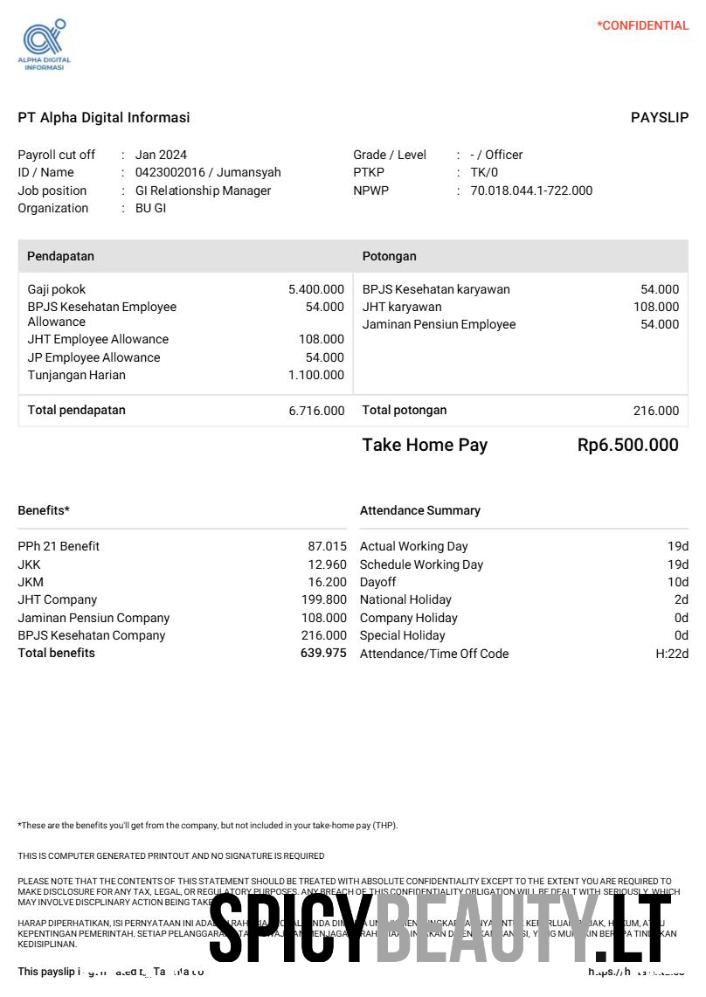 *CONFIDENTIAL
ALPHA DIGITAL
INFORMASI
PT Alpha Digital Informasi PAYSLIP
Payroll cut off : Jan 2024 Grade / Level : - / Officer
ID / Name : 0423002016 / Jumansyah PTKP : TK/0
Job position : GI Relationship Manager NPWP : 70.018.044.1-722.000
Organization : BU GI
Pendapatan Potongan
Gaji pokok 5.400.000 BPJS Kesehatan karyawan 54.000
BPJS Kesehatan Employee 54.000 JHT karyawan 108.000
Allowance Jaminan Pensiun Employee 54.000
JHT Employee Allowance 108.000
JP Employee Allowance 54.000
Tunjangan Harian 1.100.000
Total pendapatan 6.716.000 Total potongan 216.000
Take Home Pay Rp6.500.000
Benefits* Attendance Summary
PPh 21 Benefit 87.015 Actual Working Day 19d
JKK 12.960 Schedule Working Day 19d
JKM 16.200 Dayoff 10d
JHT Company 199.800 National Holiday 2d
Jaminan Pensiun Company 108.000 Company Holiday 0d
BPJS Kesehatan Company 216.000 Special Holiday 0d
Total benefits 639.975 Attendance/Time Off Code H:22d
*These are the benefits you'll get from the company, but not included in your take-home pay (THP).
THIS IS COMPUTER GENERATED PRINTOUT AND NO SIGNATURE IS REQUIRED
PLEASE NOTE THAT THE CONTENTS OF THIS STATEMENT SHOULD BE TREATED WITH ABSOLUTE CONFIDENTIALITY EXCEPT TO THE EXTENT YOU ARE REQUIRED TO
MAKE DISCLOSURE FOR ANY TAX, LEGAL, OR REGULATORY PURPOSES. ANY BREACH OF THIS CONFIDENTIALITY OBLIGATION WILL BE DEALT WITH SERIOUSLY, WHICH
MAY INVOLVE DISCPLINARY ACTION BEING
HARAP DIPERHATIKAN, ISI PERNYATAAN INI
KEPENTINGAN PEMERINTAH. SETIAP
KEDISIPLINAN.
SPICYBEAUTY.LT
This payslip